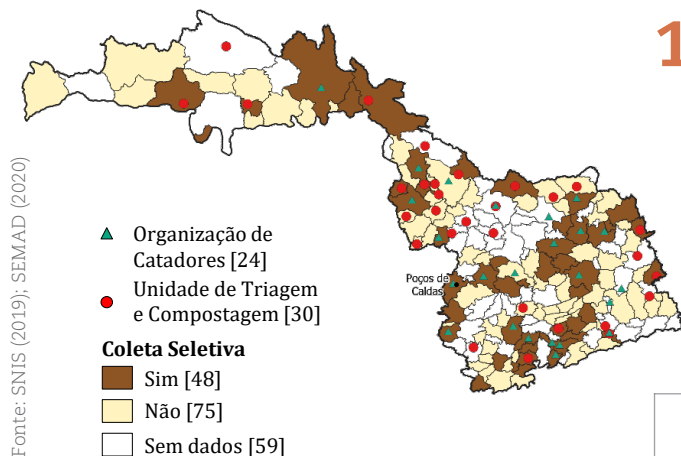 1
Poços de
Caldas
Organização de
Catadores [24]
Unidade de Triagem
e Compostagem [30]
Coleta Seletiva
Sim [48]
Não [75]
Sem dados [59]
Fonte: SNIS (2019); SEMAD (2020)